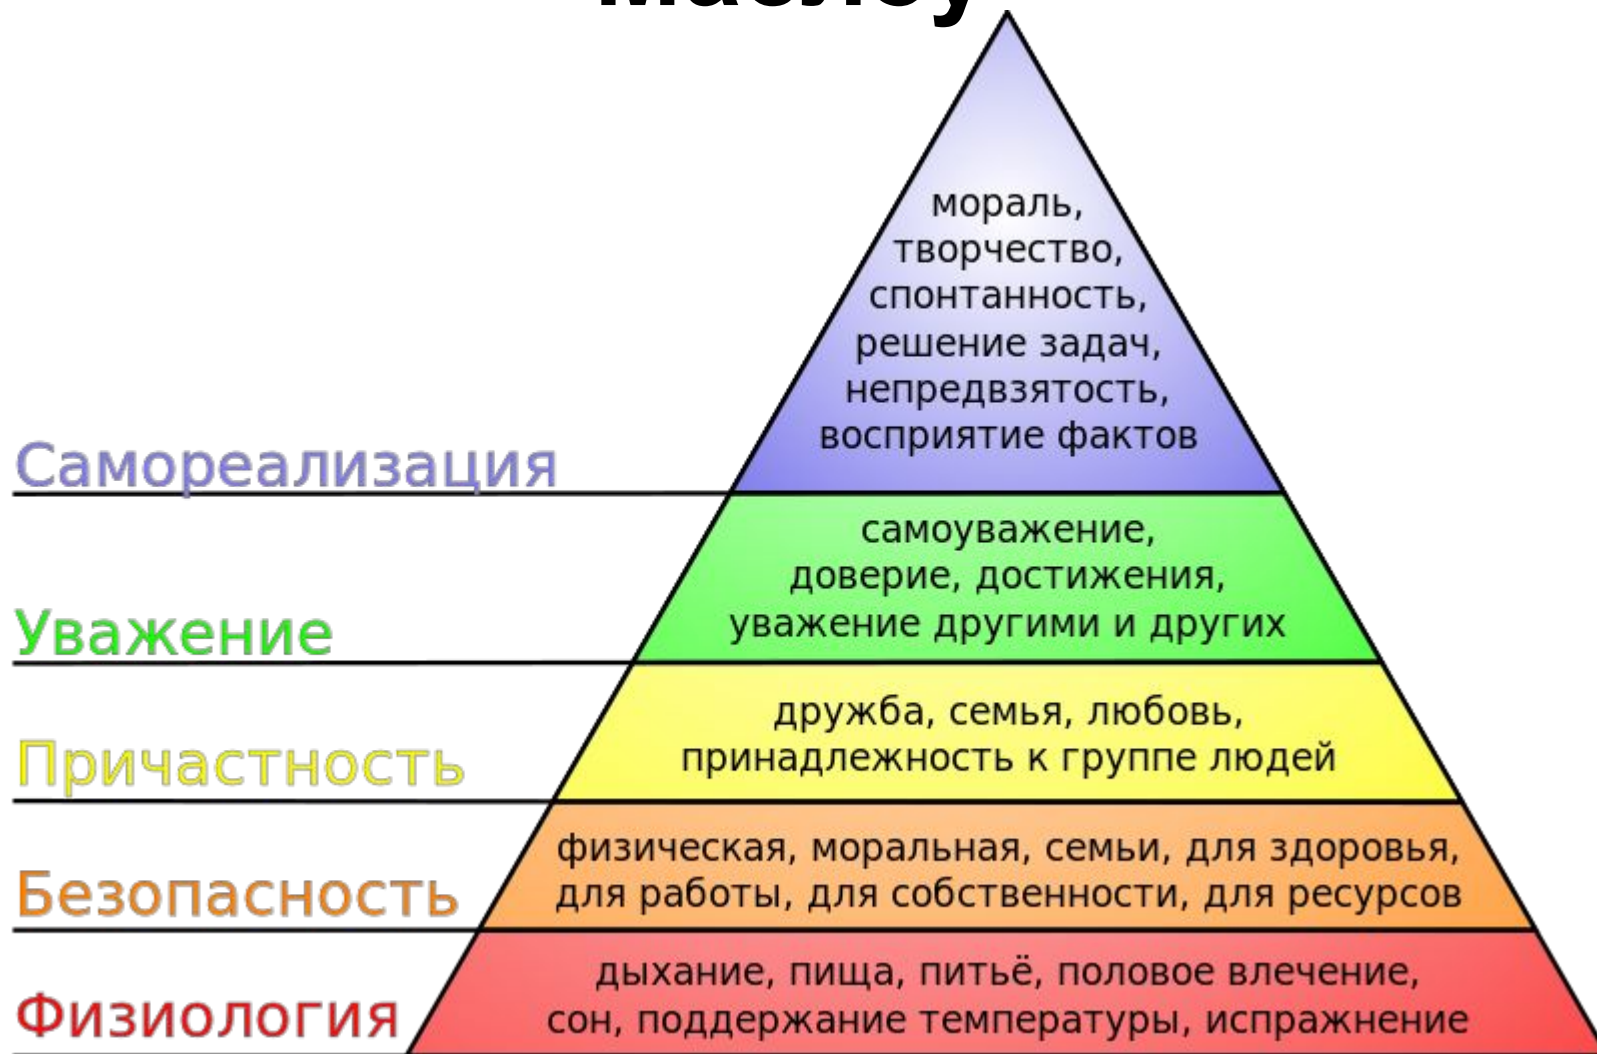 мораль,
творчество,
спонтанность,
решение задач,
непредвзятость,
восприятие фактов
Самореализация
самоуважение,
доверие, достижения,
уважение другими и других
Уважение
дружба, семья, любовь,
принадлежность к группе людей
Причастность
физическая, моральная, семьи, для здоровья,
для работы, для собственности, для ресурсов
Безопасность
дыхание, пища, питьё, половое влечение,
сон, поддержание температуры, испражнение
Физиология